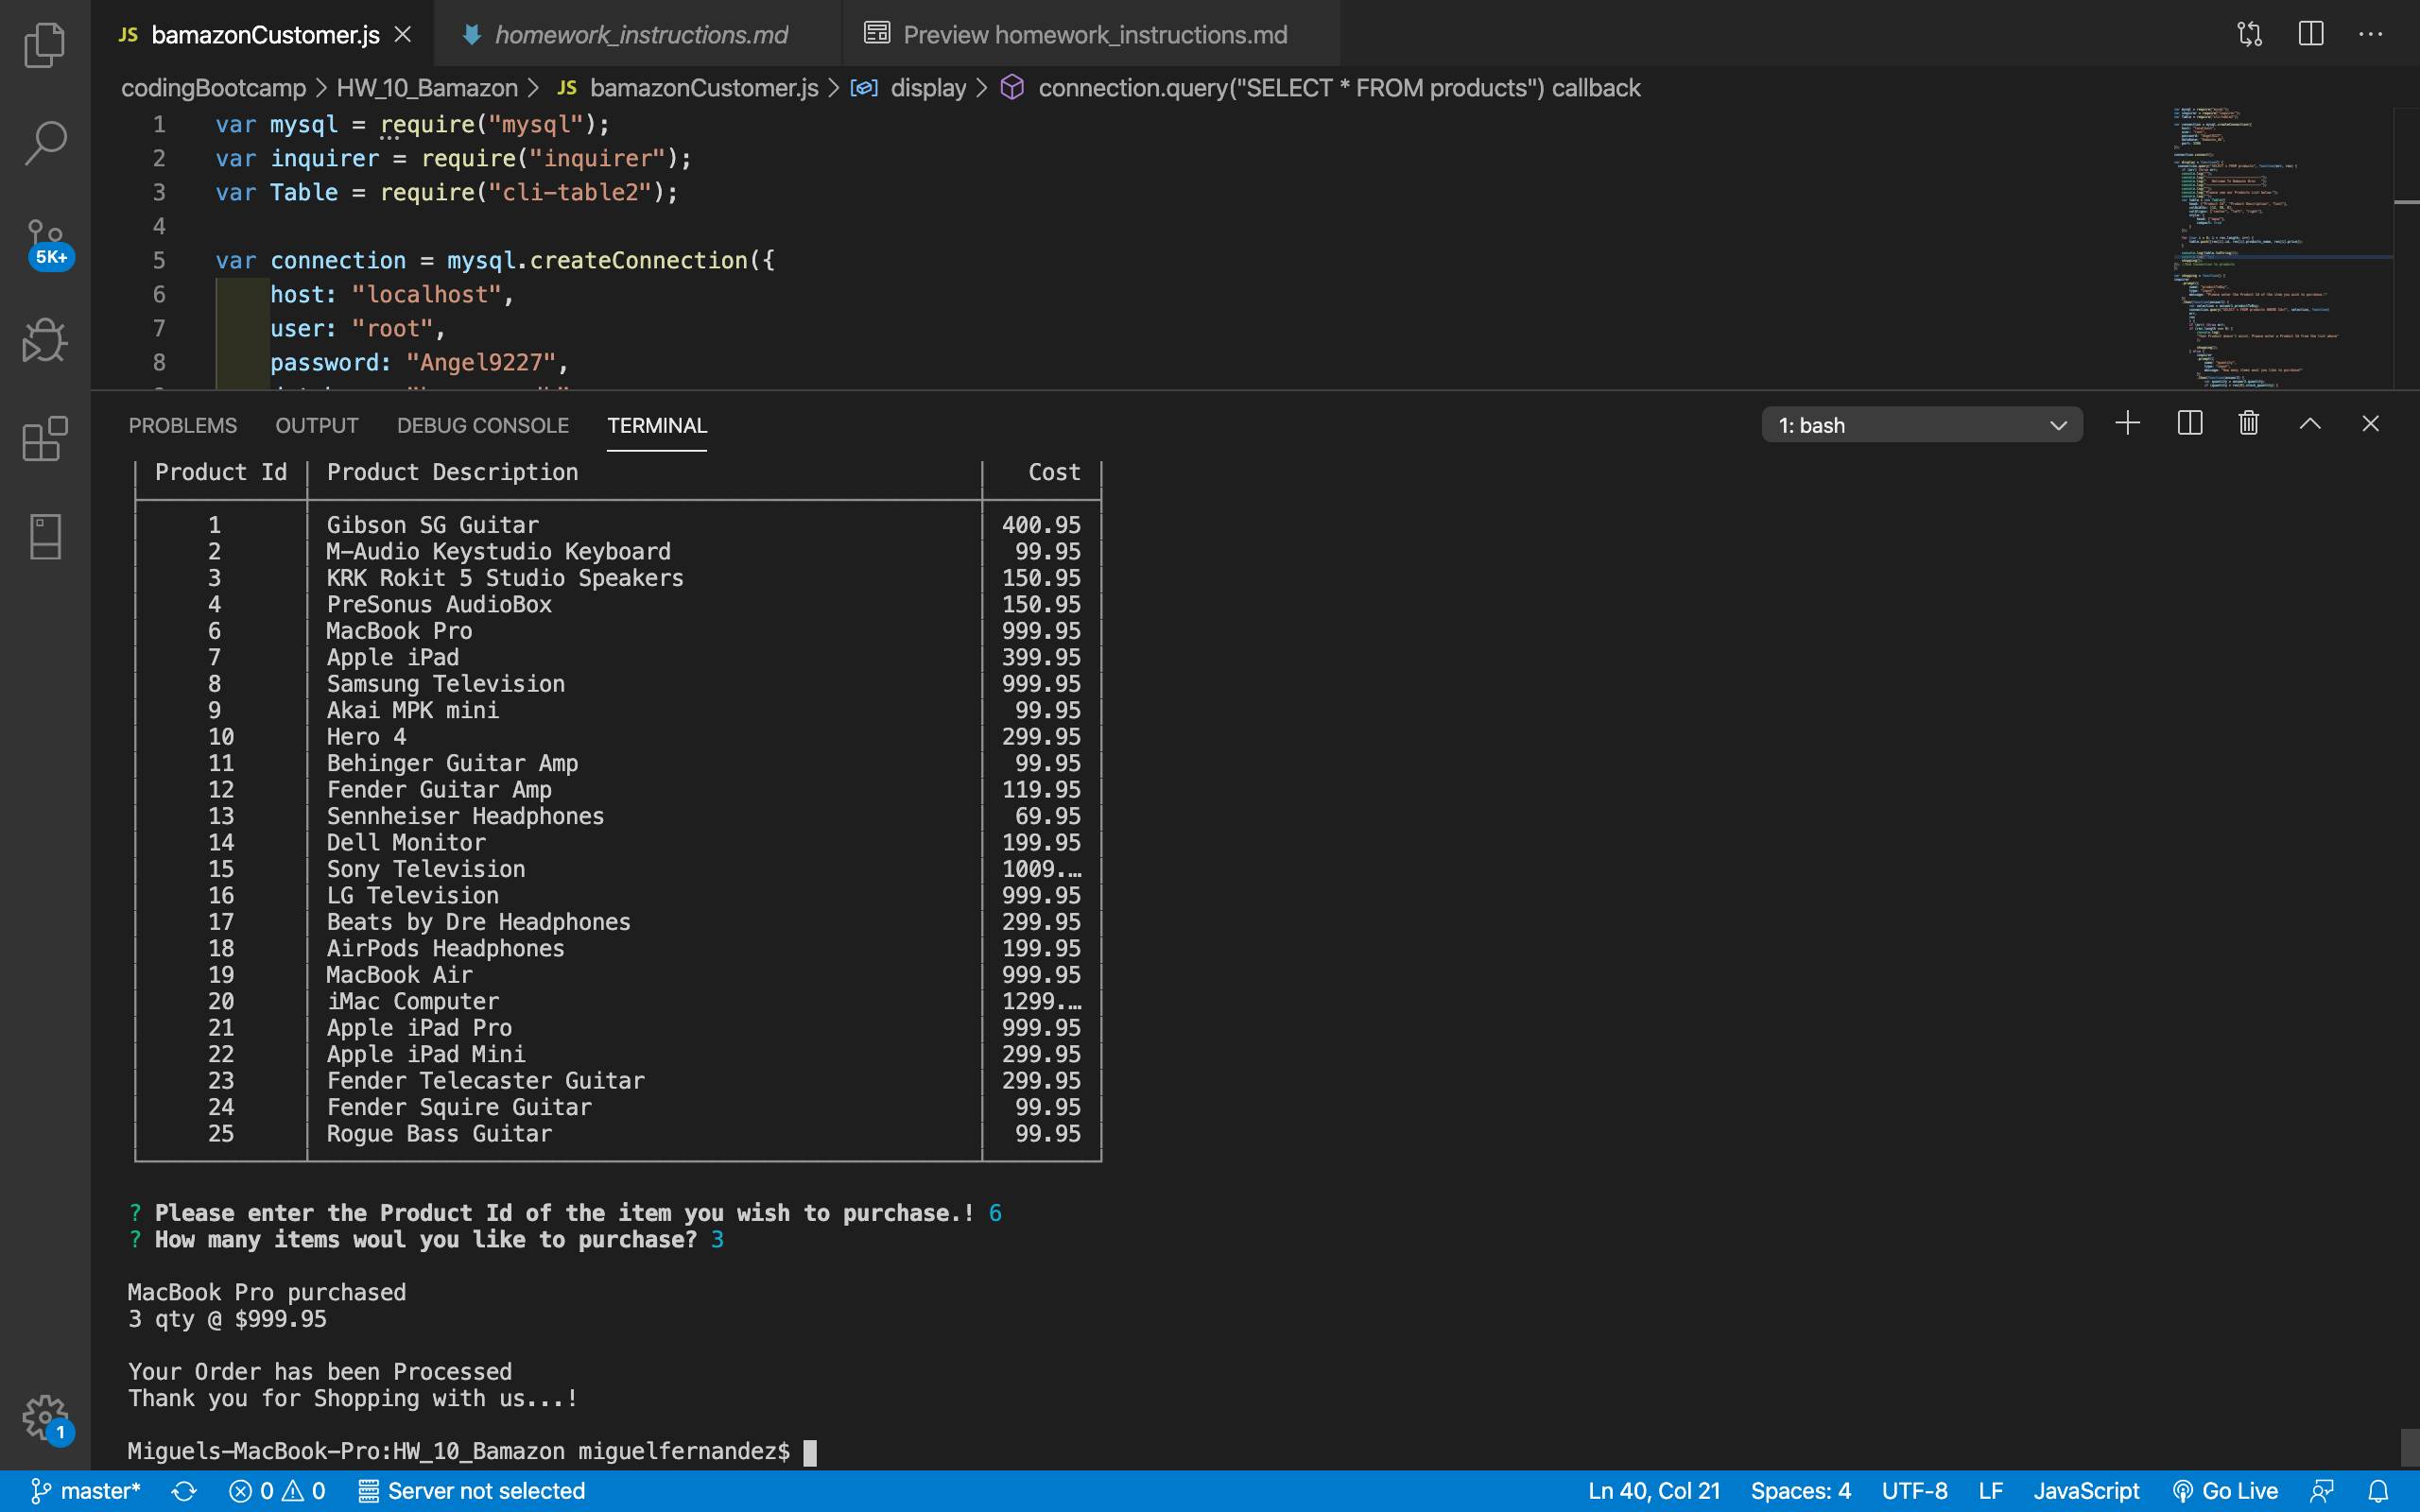 JS bamazonCustomer.js
homework_instructions.md
Preview homework_instructions.md
codingBootcamp > HW_10_Bamazon > JS bamazonCustomer.js > display > connection.query("SELECT * FROM products") callback
1 var mysql = require("mysql");
2 var inquirer = require("inquirer");
3 var Table = require("cli-table2");
4
5 var connection = mysql.createConnection({
6 host: "localhost",
7 user: "root",
8 password: "Angel9227",
5K+
PROBLEMS OUTPUT DEBUG CONSOLE TERMINAL 1: bash
Product Id Product Description Cost
1 Gibson SG Guitar 400.95
2 M-Audio Keystudio Keyboard 99.95
3 KRK Rokit 5 Studio Speakers 150.95
4 PreSonus AudioBox 150.95
6 MacBook Pro 999.95
7 Apple iPad 399.95
8 Samsung Television 999.95
9 Akai MPK mini 99.95
10 Hero 4 299.95
11 Behinger Guitar Amp 99.95
12 Fender Guitar Amp 119.95
13 Sennheiser Headphones 69.95
14 Dell Monitor 199.95
15 Sony Television 1009.…
16 LG Television 999.95
17 Beats by Dre Headphones 299.95
18 AirPods Headphones 199.95
19 MacBook Air 999.95
20 iMac Computer 1299.…
21 Apple iPad Pro 999.95
22 Apple iPad Mini 299.95
23 Fender Telecaster Guitar 299.95
24 Fender Squire Guitar 99.95
25 Rogue Bass Guitar 99.95
? Please enter the Product Id of the item you wish to purchase.! 6
? How many items woul you like to purchase? 3
MacBook Pro purchased
3 qty @ $999.95
Your Order has been Processed
Thank you for Shopping with us...!
Miguels-MacBook-Pro:HW_10_Bamazon miguelfernandez$
1
master* 0 0 Server not selected Ln 40, Col 21 Spaces: 4 UTF-8 LF JavaScript Go Live